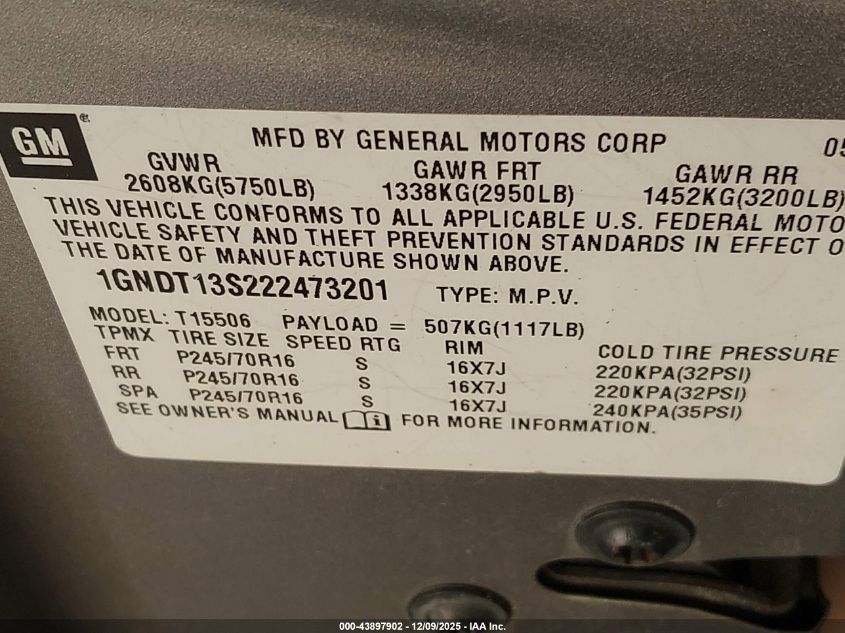 GM®
MFD BY GENERAL MOTORS CORP 05
GVWR GAWR FRT GAWR RR
2608KG(5750LB) 1338KG(2950LB) 1452KG(3200LB)
THIS VEHICLE CONFORMS TO ALL APPLICABLE U.S. FEDERAL MOTO
VEHICLE SAFETY AND THEFT PREVENTION STANDARDS IN EFFECT O
THE DATE OF MANUFACTURE SHOWN ABOVE.
1GNDT13S222473201 TYPE: M.P.V.
MODEL: T15506 PAYLOAD = 507KG(1117LB)
TPMX TIRE SIZE SPEED RTG RIM COLD TIRE PRESSURE
FRT P245/70R16 S 16X7J 220KPA(32PSI)
RR P245/70R16 S 16X7J 220KPA(32PSI)
SPA P245/70R16 S 16X7J 240KPA(35PSI)
SEE OWNER'S MANUAL i FOR MORE INFORMATION.
000-43897902 - 12/09/2025 - IAA Inc.